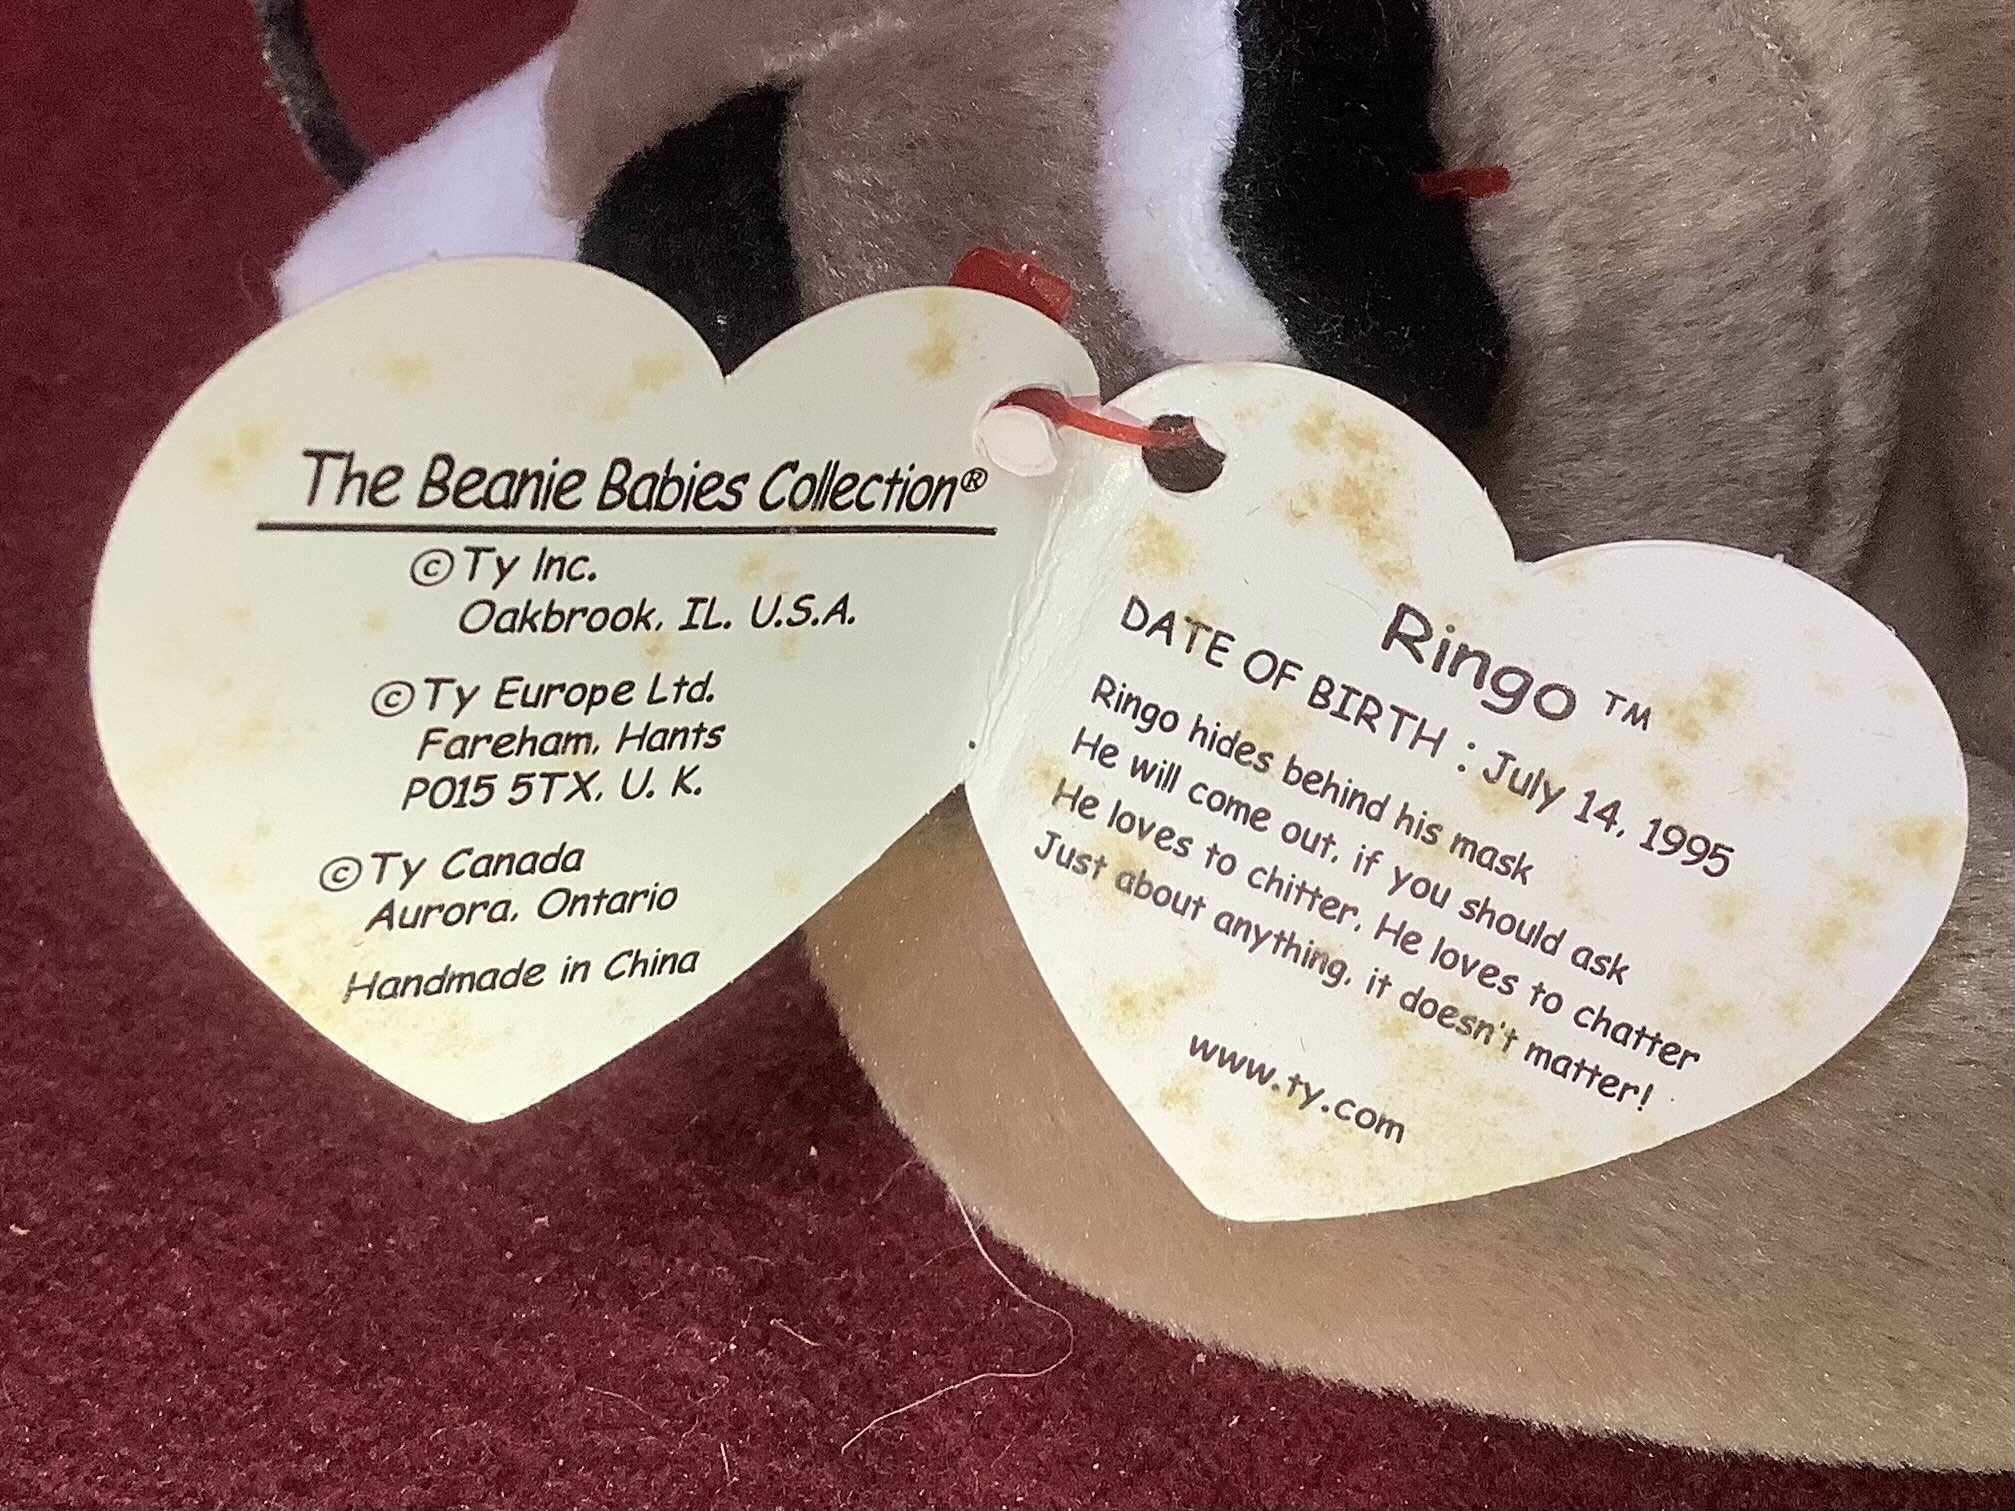 The Beanie Babies Collection®
©Ty Inc.
Oakbrook, IL. U.S.A.
©Ty Europe Ltd.
Fareham, Hants
PO15 5TX, U. K.
©Ty Canada
Aurora, Ontario
Handmade in China
Ringo ™
DATE OF BIRTH : July 14, 1995
Ringo hides behind his mask
He will come out, if you should ask
He loves to chitter. He loves to chatter
Just about anything, it doesn't matter!
www.ty.com